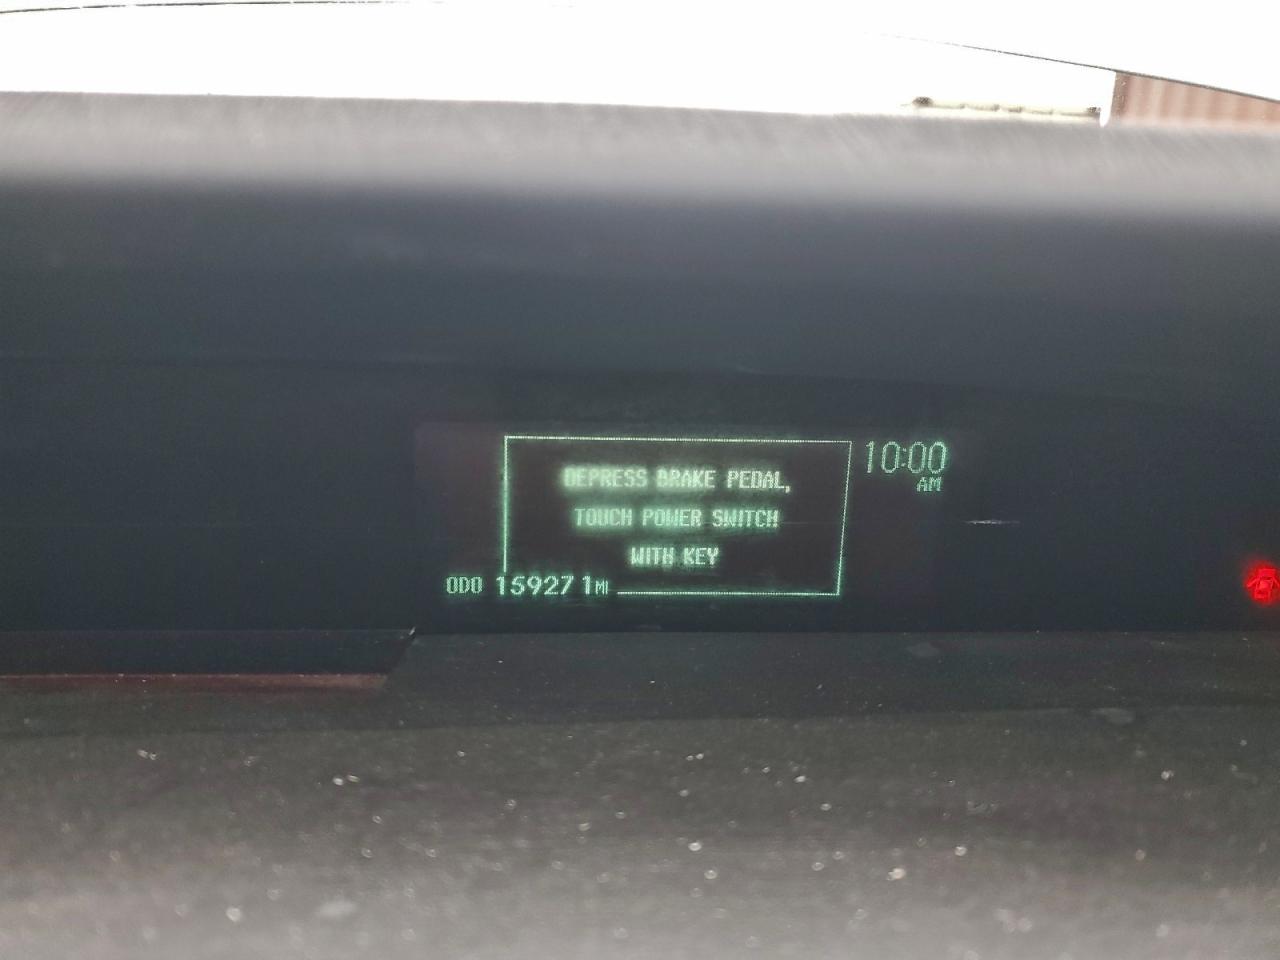 DEPRESS BRAKE PEDAL,
TOUCH POWER SWITCH
WITH KEY
10:00
AM
ODO 159271 MI